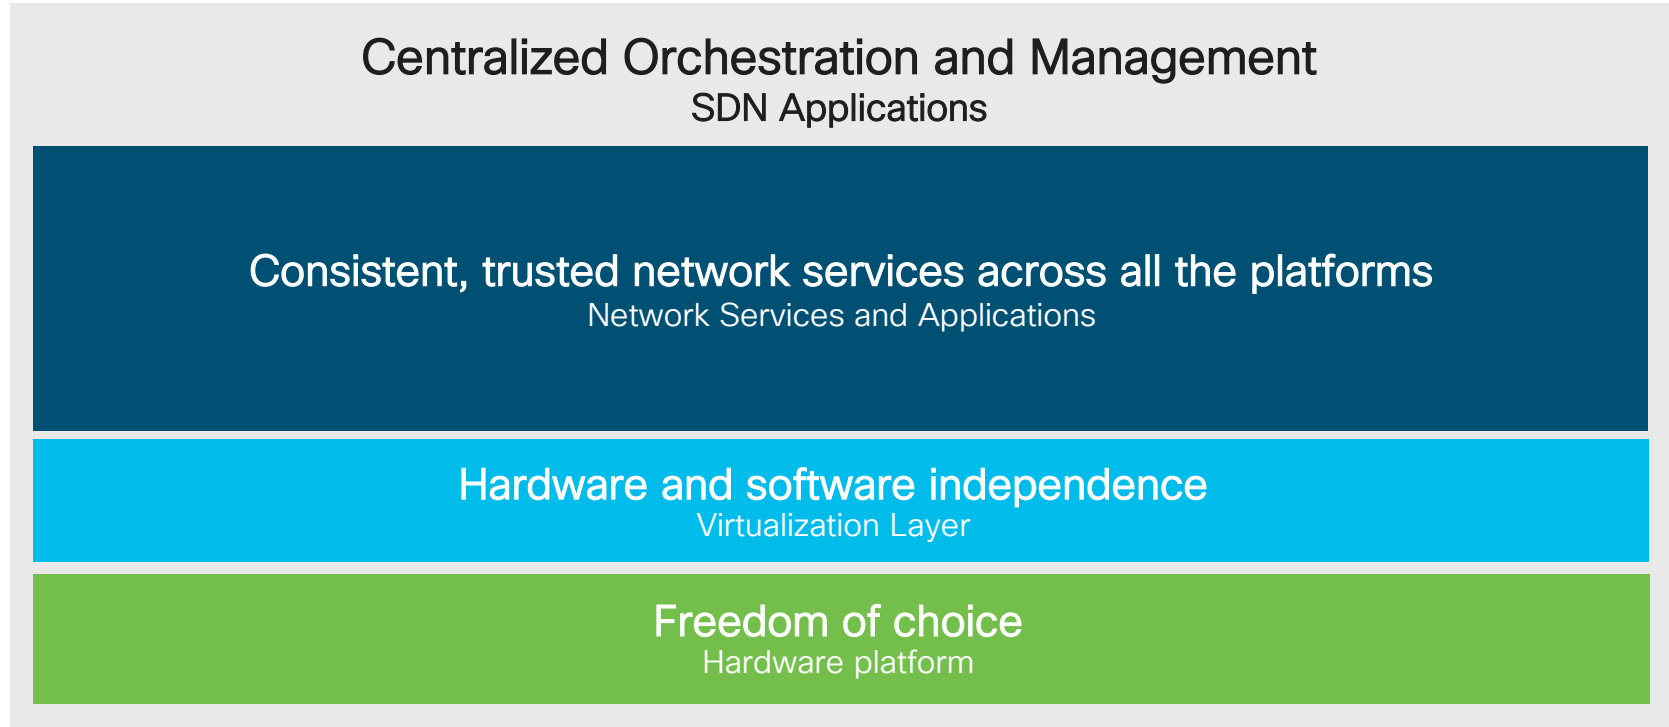 Centralized Orchestration and Management
SDN Applications
Consistent, trusted network services across all the platforms
Network Services and Applications
Hardware and software independence
Virtualization Layer
Freedom of choice
Hardware platform